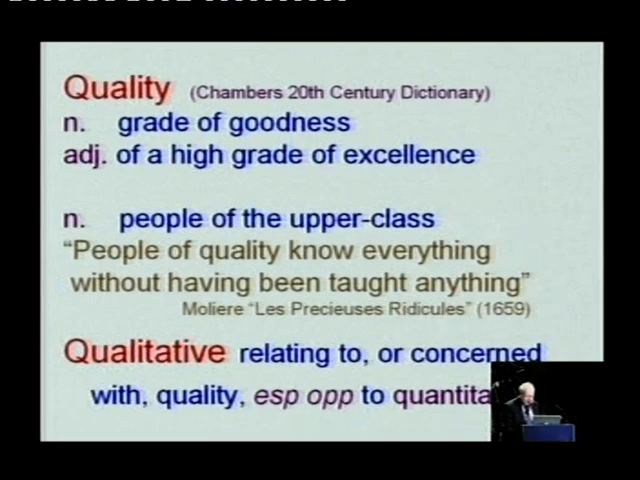 Quality (Chambers 20th Century Dictionary)
n. grade of goodness
adj. of a high grade of excellence
n. people of the upper-class
“People of quality know everything
without having been taught anything”
Moliere “Les Precieuses Ridicules” (1659)
Qualitative relating to, or concerned
with, quality, esp opp to quantita